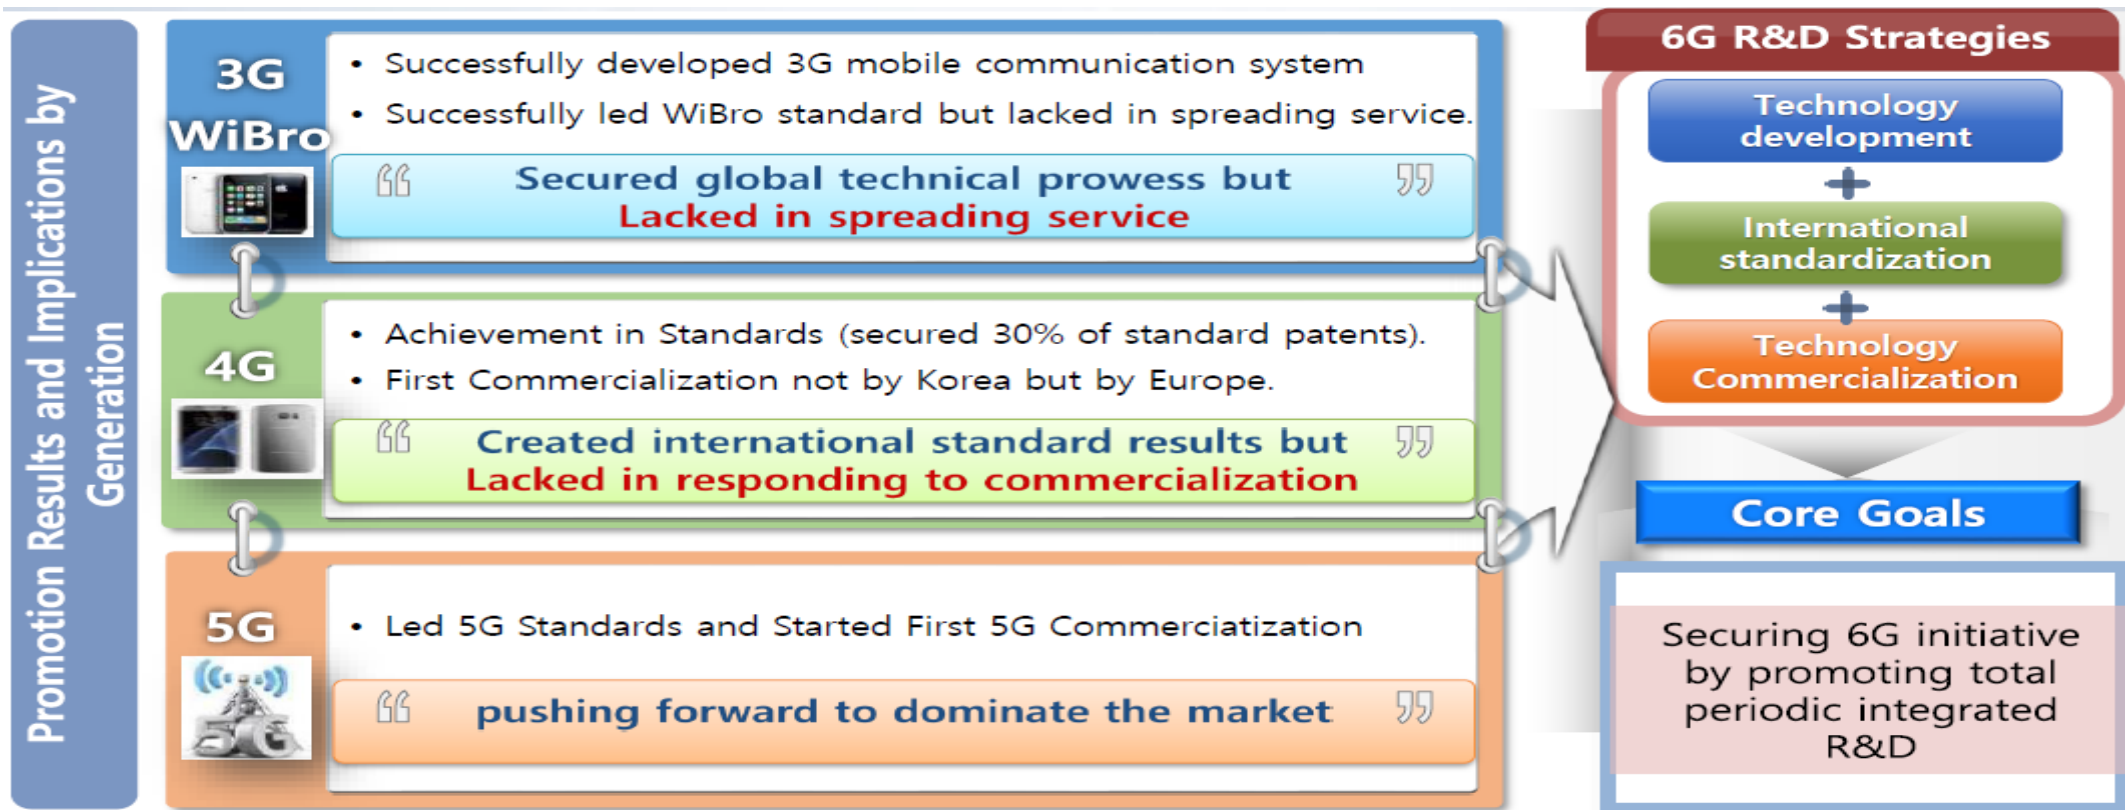 Promotion Results and Implications by
Generation
3G
WiBro
• Successfully developed 3G mobile communication system
• Successfully led WiBro standard but lacked in spreading service.
“ Secured global technical prowess but ”
Lacked in spreading service
4G
• Achievement in Standards (secured 30% of standard patents).
• First Commercialization not by Korea but by Europe.
“ Created international standard results but ”
Lacked in responding to commercialization
5G
5G
• Led 5G Standards and Started First 5G Commerciatization
“ pushing forward to dominate the market ”
6G R&D Strategies
Technology
development
+
International
standardization
+
Technology
Commercialization
Core Goals
Securing 6G initiative
by promoting total
periodic integrated
R&D